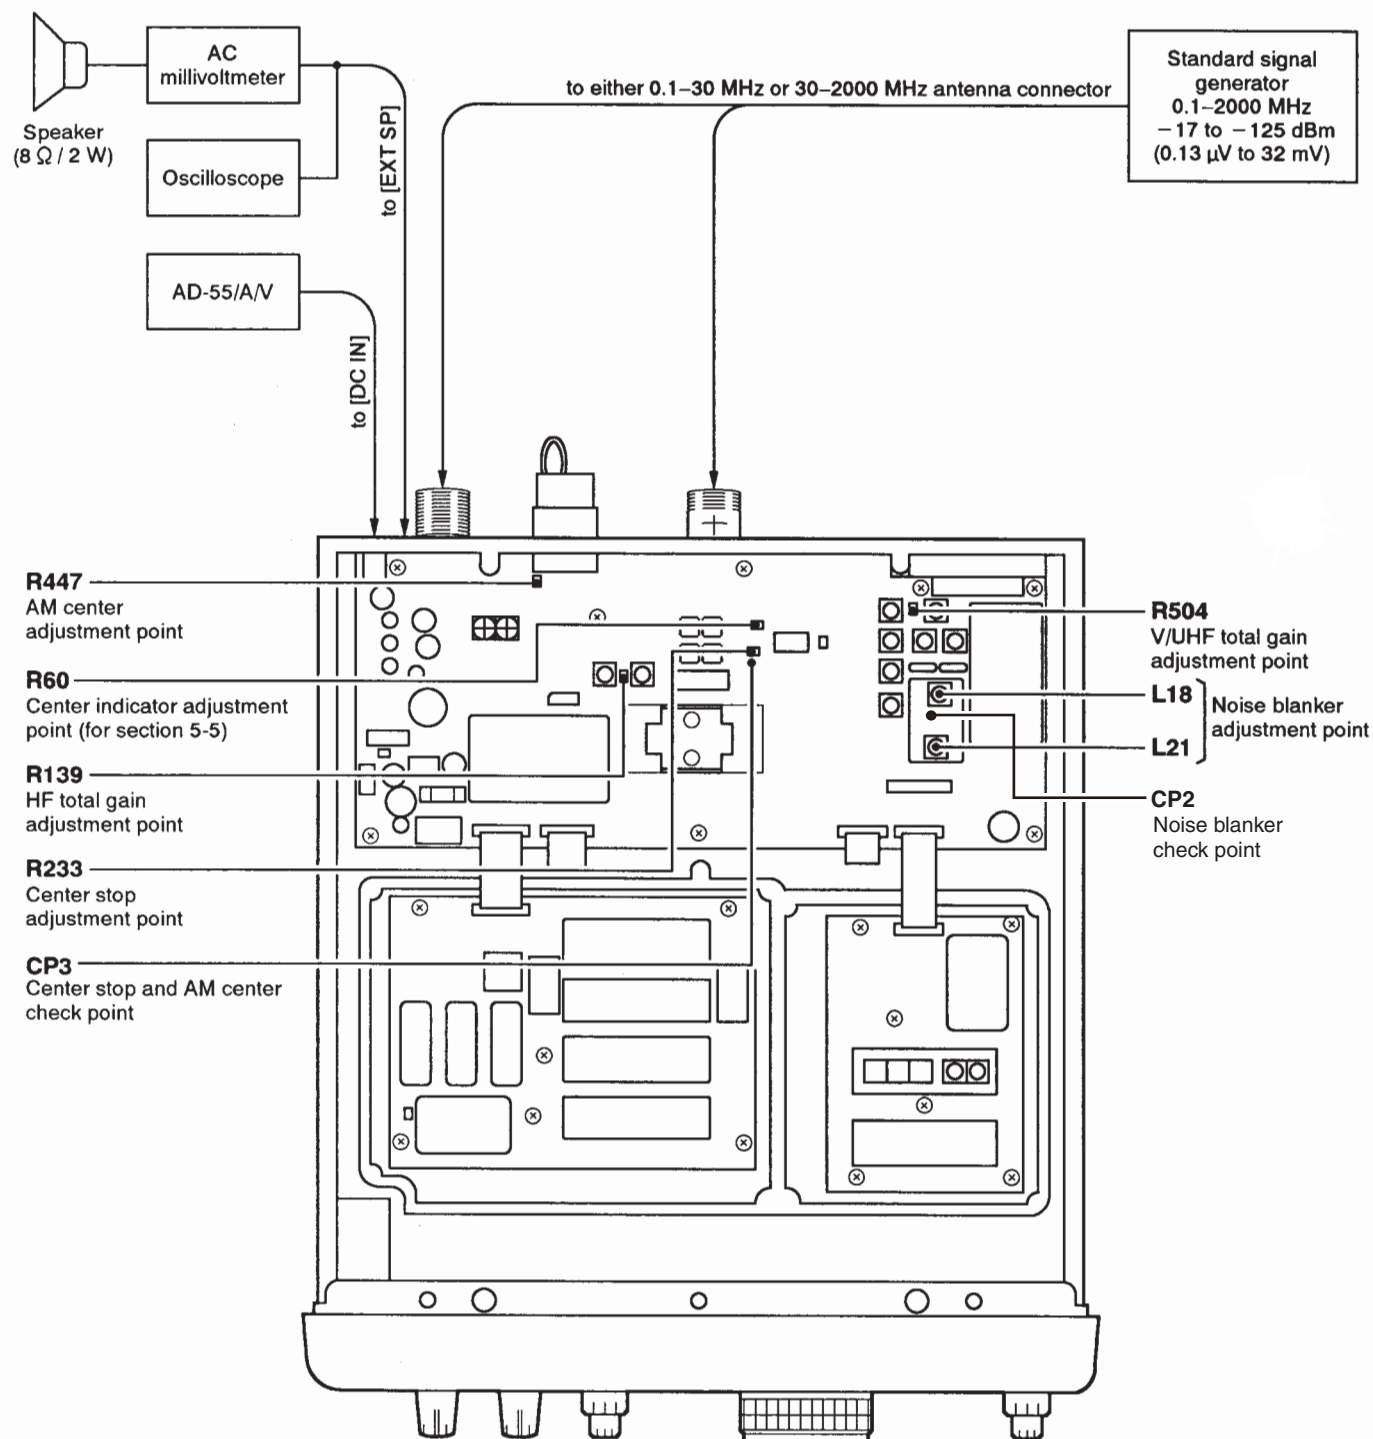 AC
millivoltmeter
Speaker
(8 Ω / 2 W)
Oscilloscope
to [EXT SP]
AD-55/A/V
to [DC IN]
to either 0.1–30 MHz or 30–2000 MHz antenna connector
Standard signal
generator
0.1–2000 MHz
−17 to −125 dBm
(0.13 µV to 32 mV)
R447
AM center
adjustment point
R60
Center indicator adjustment
point (for section 5-5)
R139
HF total gain
adjustment point
R233
Center stop
adjustment point
CP3
Center stop and AM center
check point
R504
V/UHF total gain
adjustment point
L18
L21
Noise blanker
adjustment point
CP2
Noise blanker
check point